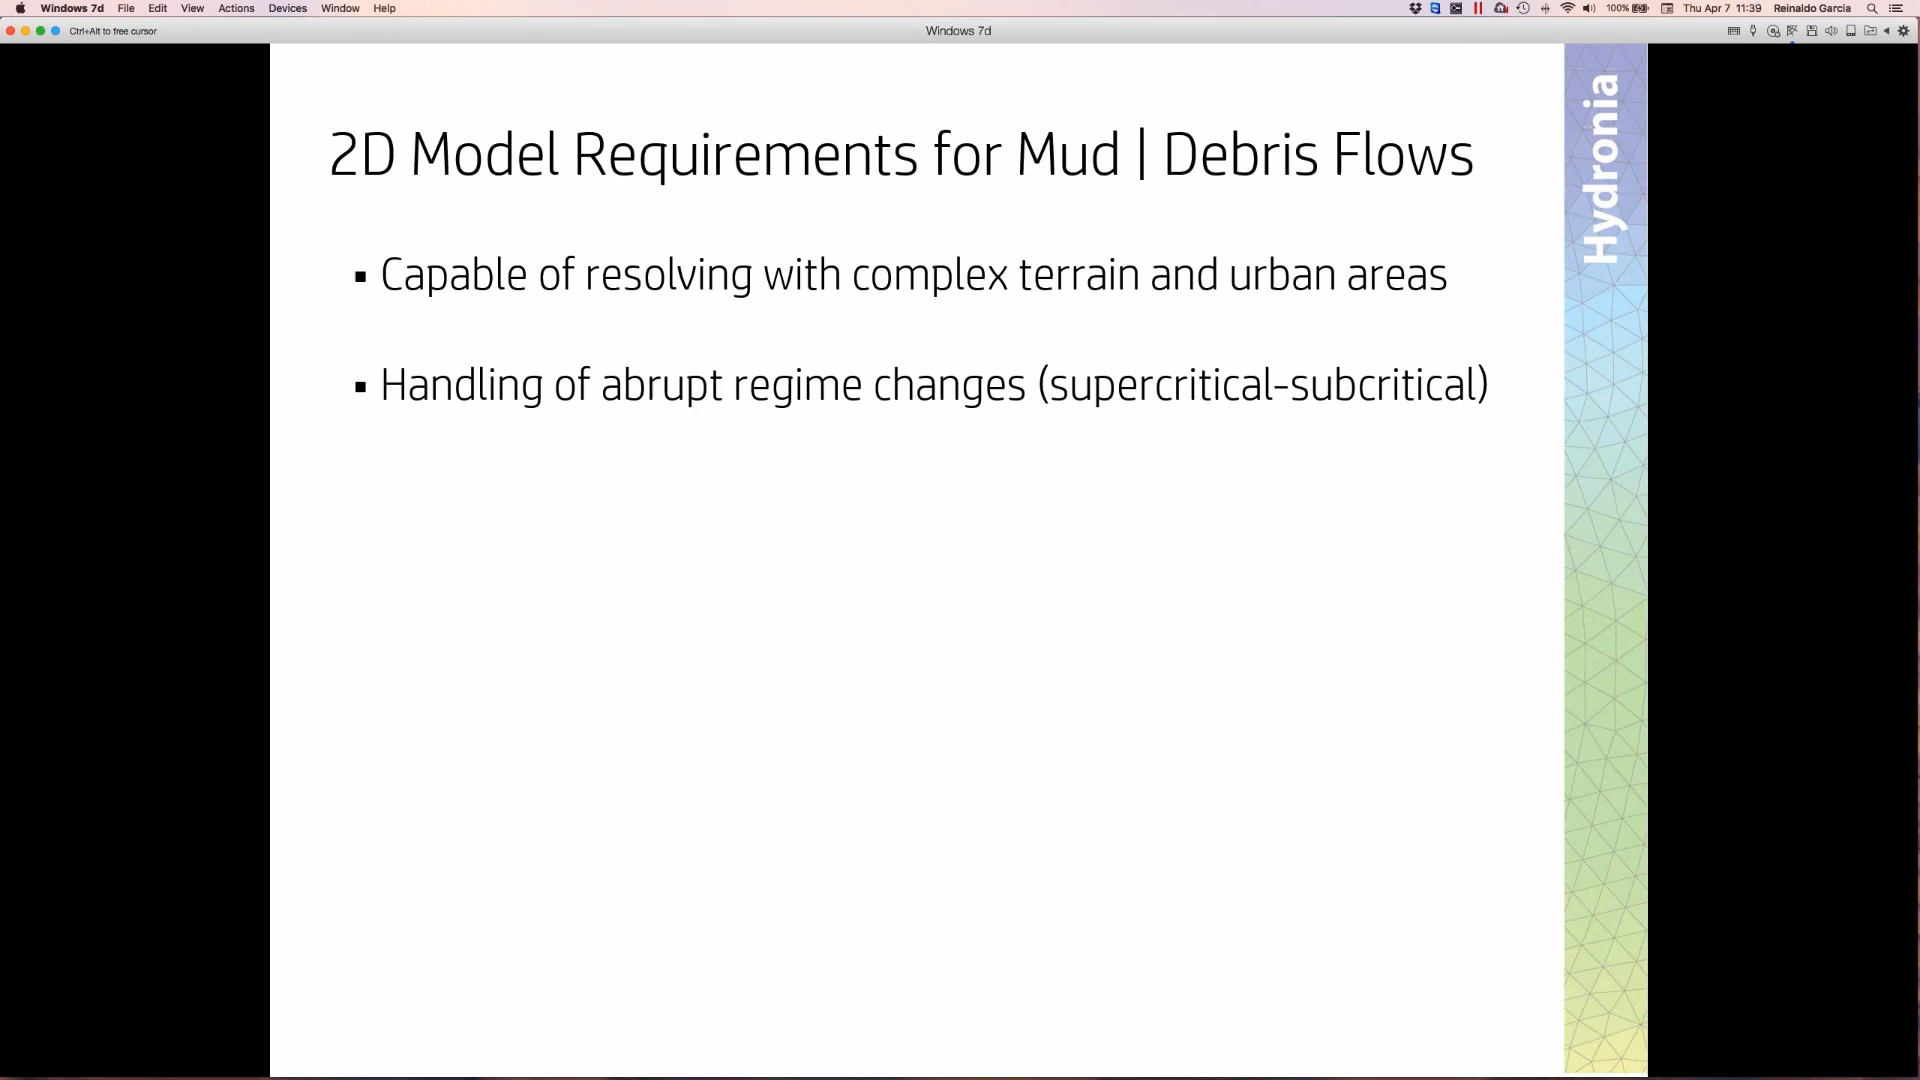 Windows 7d File Edit View Actions Devices Window Help 100% Thu Apr 7 11:39 Reinaldo Garcia
Ctrl+Alt to free cursor Windows 7d
2D Model Requirements for Mud | Debris Flows
▪ Capable of resolving with complex terrain and urban areas
▪ Handling of abrupt regime changes (supercritical-subcritical)
Hydronia